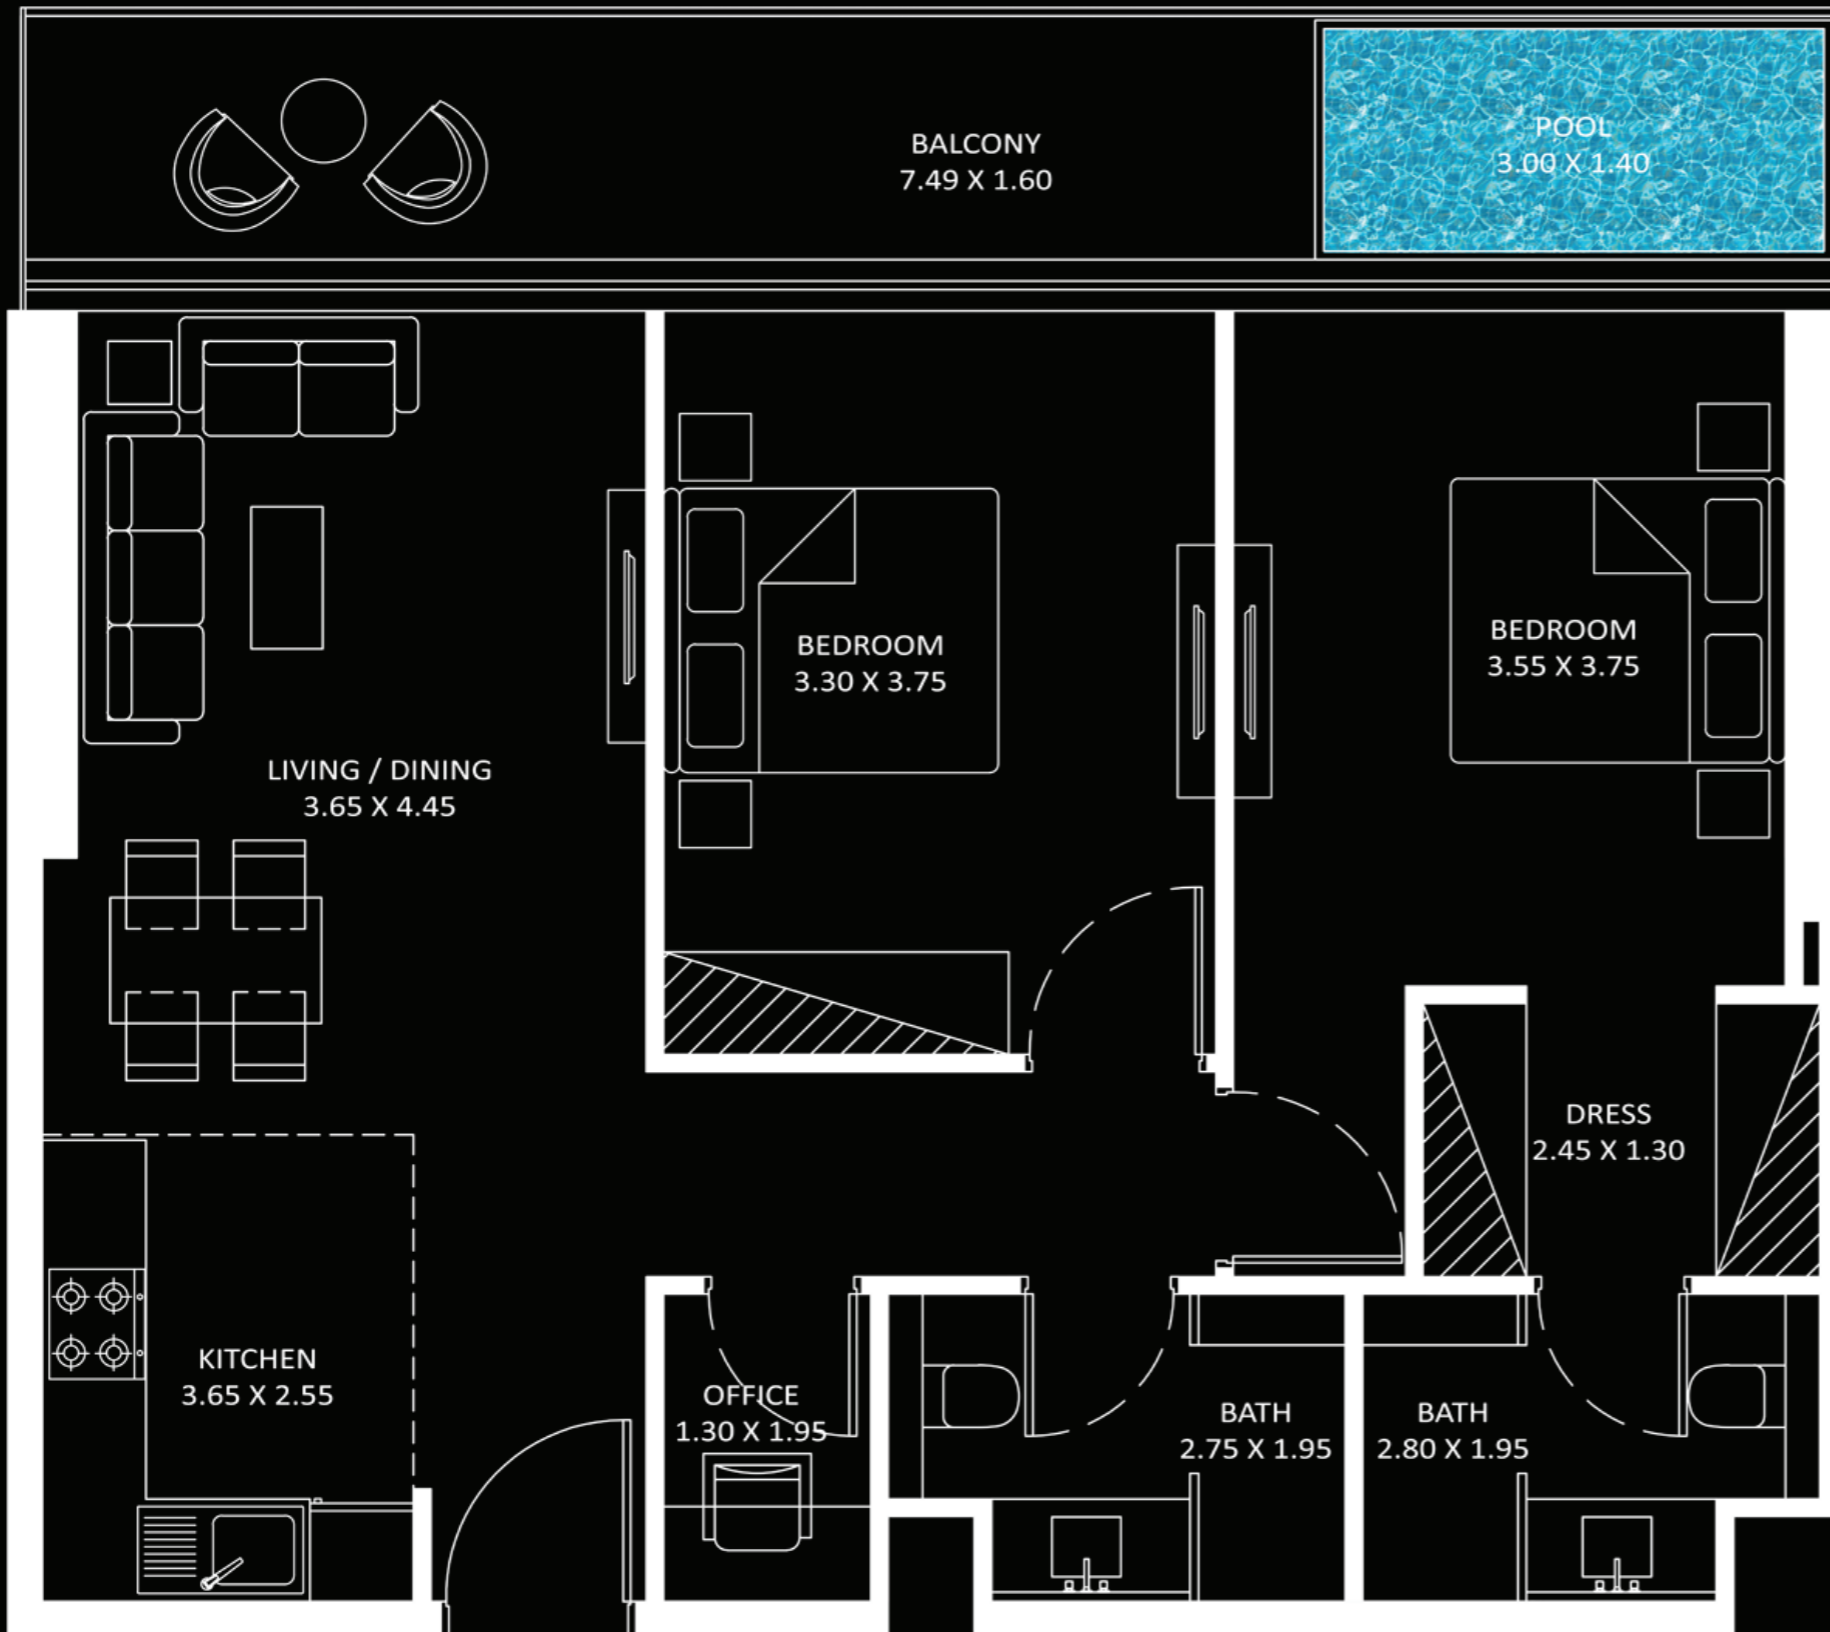 BALCONY
7.49 X 1.60
POOL
3.00 X 1.40
BEDROOM
3.30 X 3.75
BEDROOM
3.55 X 3.75
LIVING / DINING
3.65 X 4.45
DRESS
2.45 X 1.30
KITCHEN
3.65 X 2.55
OFFICE
1.30 X 1.95
BATH
2.75 X 1.95
BATH
2.80 X 1.95